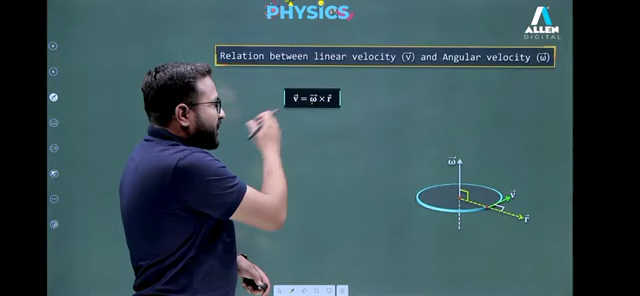 PHYSICS
ALLEN
DIGITAL
Relation between linear velocity (v⃗) and Angular velocity (ω⃗)
v⃗ = ω⃗ × r⃗
ω⃗
v⃗
r⃗